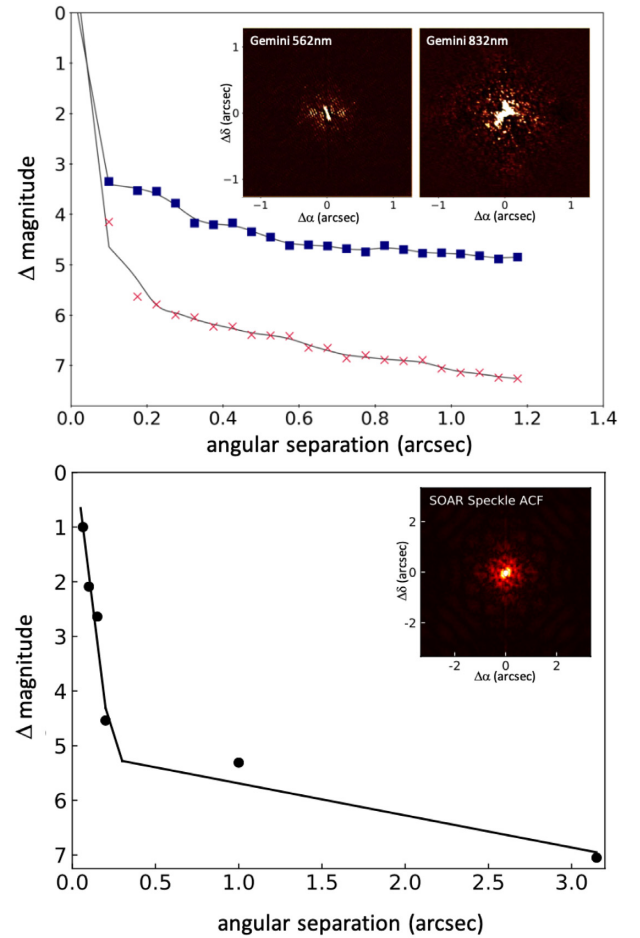 0
1
2
3
4
5
6
7
Δ magnitude
0.0 0.2 0.4 0.6 0.8 1.0 1.2 1.4
angular separation (arcsec)
Gemini 562nm
Gemini 832nm
1
0
−1
Δδ (arcsec)
−1 0 1
−1 0 1
Δα (arcsec)
Δα (arcsec)
0
1
2
3
4
5
6
7
Δ magnitude
0.0 0.5 1.0 1.5 2.0 2.5 3.0
angular separation (arcsec)
SOAR Speckle ACF
2
0
-2
Δδ (arcsec)
-2 0 2
Δα (arcsec)